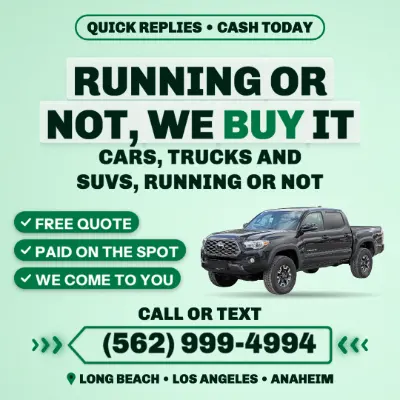 QUICK REPLIES • CASH TODAY
RUNNING OR
NOT, WE BUY IT
CARS, TRUCKS AND
SUVS, RUNNING OR NOT
FREE QUOTE
PAID ON THE SPOT
WE COME TO YOU
CALL OR TEXT
(562) 999-4994
LONG BEACH • LOS ANGELES • ANAHEIM